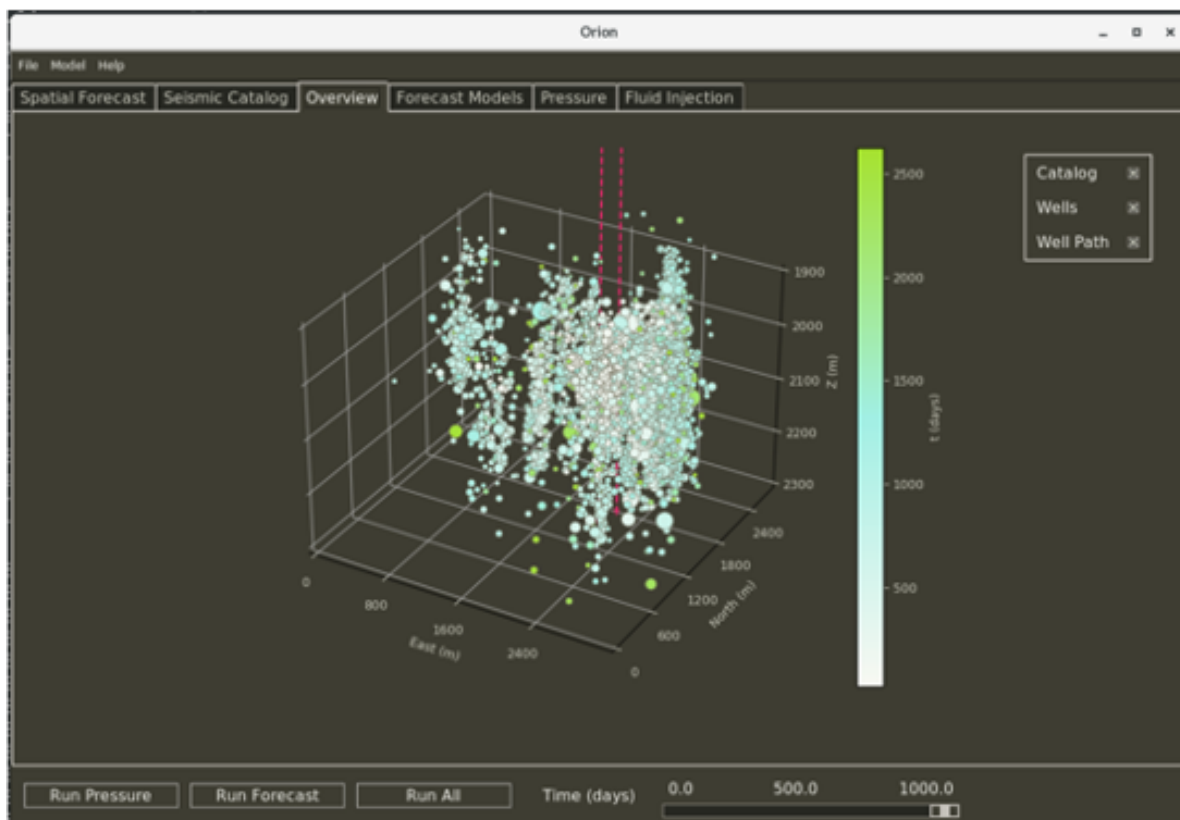 Orion
File Model Help
Spatial Forecast Seismic Catalog Overview Forecast Models Pressure Fluid Injection
Catalog
Wells
Well Path
2500
2000
1500
1000
500
t (days)
1900
2000
2100
2200
2300
Z (m)
0
800
1600
2400
East (m)
2400
1800
1200
600
0
North (m)
Run Pressure Run Forecast Run All Time (days) 0.0 500.0 1000.0